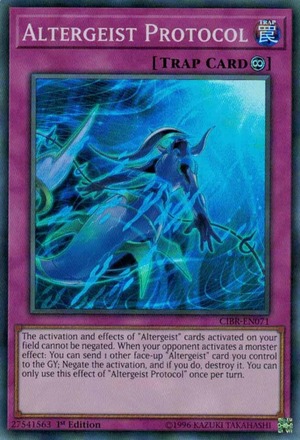 ALTERGEIST PROTOCOL
TRAP
罠
[TRAP CARD]
CIBR-EN071
The activation and effects of "Altergeist" cards activated on your
field cannot be negated. When your opponent activates a monster
effect: You can send 1 other face-up "Altergeist" card you control
to the GY; Negate the activation, and if you do, destroy it. You can
only use this effect of "Altergeist Protocol" once per turn.
27541563 1st Edition ©1996 KAZUKI TAKAHASHI